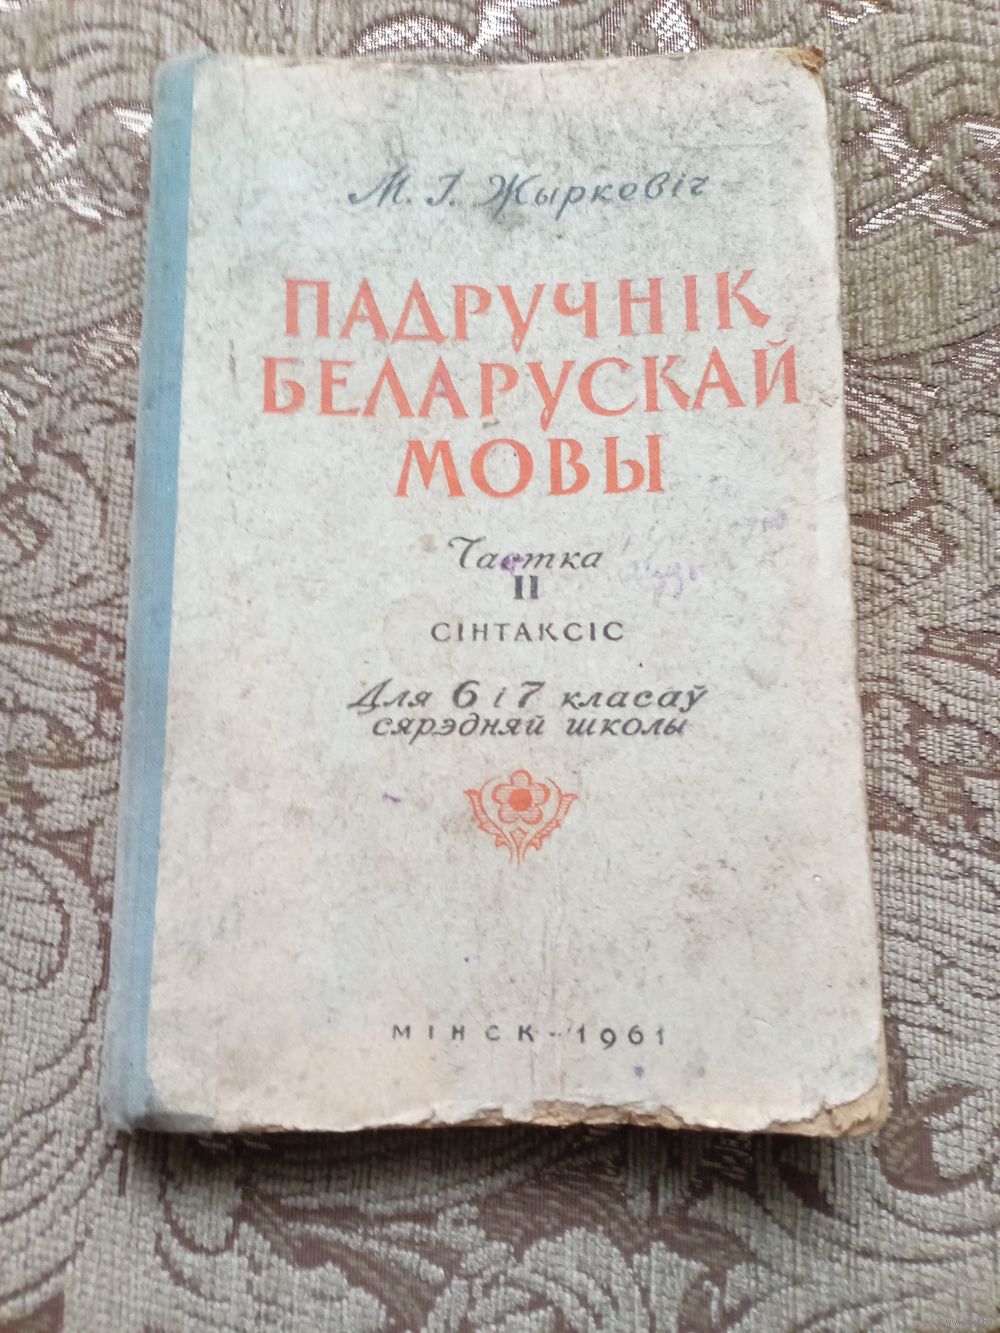 М. І. Жыркевіч
ПАДРУЧНІК
БЕЛАРУСКАЙ
МОВЫ
Частка
II
СІНТАКСІС
Для 6 і 7 класаў
сярэдняй школы
МІНСК - 1961